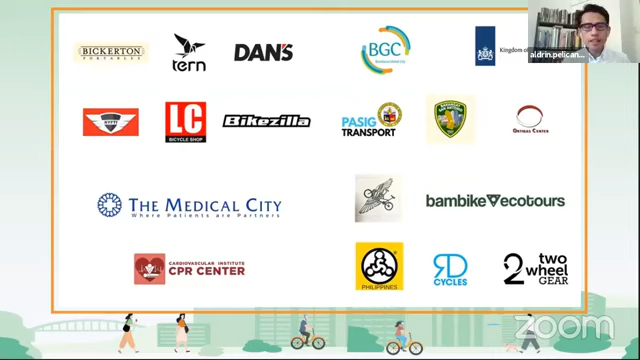 BICKERTON
PORTABLES
tern
DAN'S
BGC
Bonifacio Global City
Kingdom of
aldrin.pelican...
LC
BICYCLE SHOP
Bikezilla
PASIG
TRANSPORT
ORTIGAS CENTER
THE MEDICAL CITY
Where Patients are Partners
bambike ecotours
CARDIOVASCULAR INSTITUTE
CPR CENTER
PHILIPPINES
RD
CYCLES
2 two
wheel
GEAR
zoom